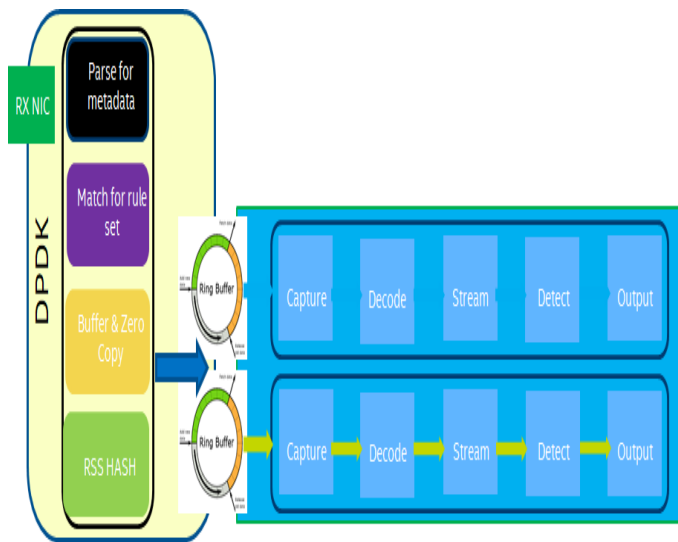 RX NIC
DPDK
Parse for
metadata
Match for rule
set
Buffer & Zero
Copy
RSS HASH
Ring Buffer
Capture
Decode
Stream
Detect
Output
Ring Buffer
Capture
Decode
Stream
Detect
Output